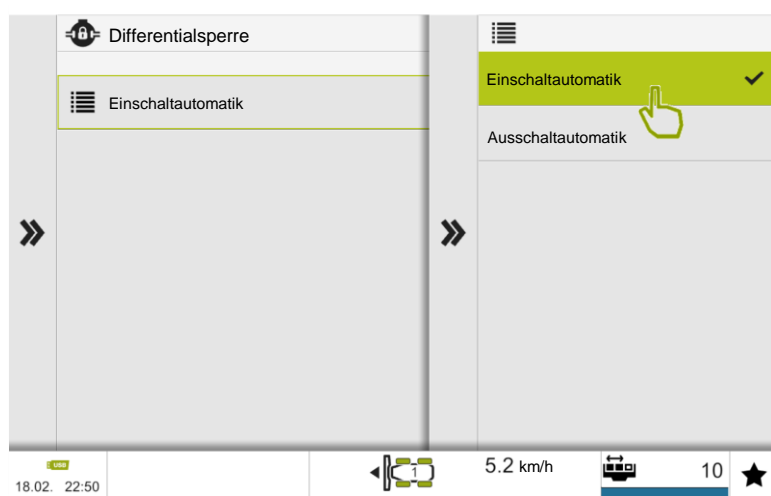 Differentialsperre
Einschaltautomatik
Einschaltautomatik
Ausschaltautomatik
USB
18.02. 22:50
1
5.2 km/h
10